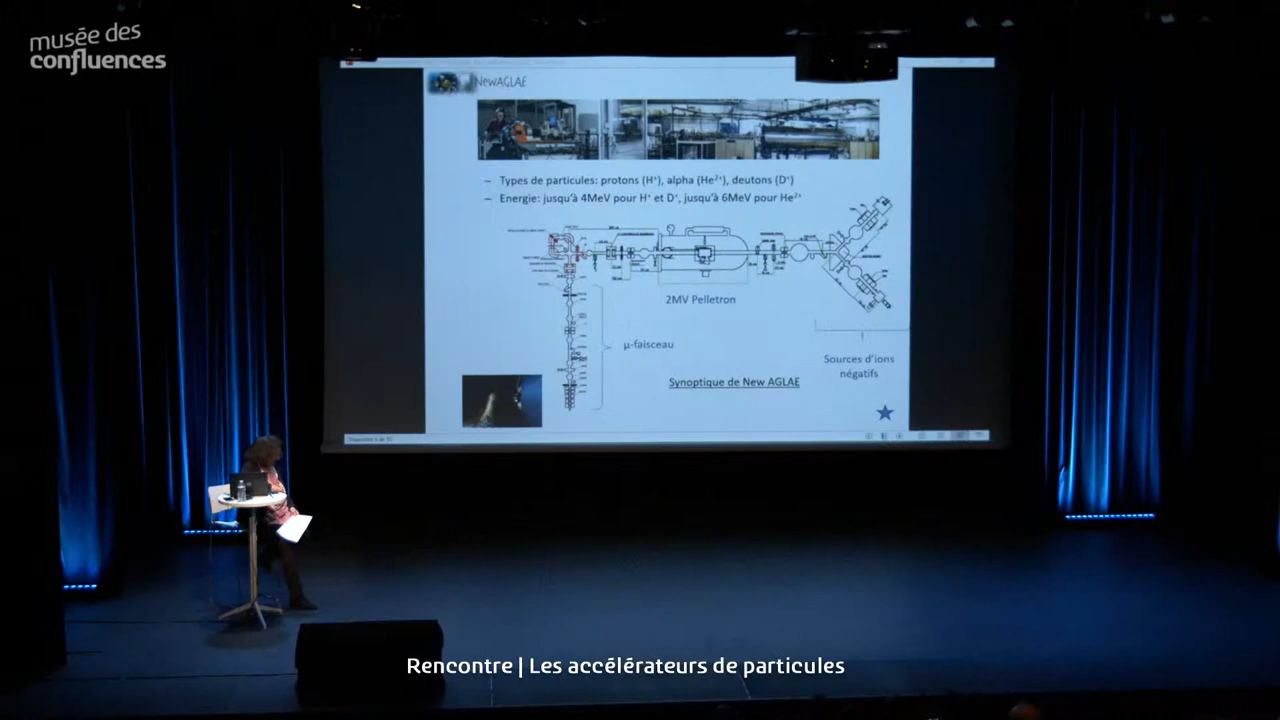 musée des
confluences
NewAGLAE
– Types de particules: protons (H⁺), alpha (He²⁺), deutons (D⁺)
– Energie: jusqu'à 4MeV pour H⁺ et D⁺, jusqu'à 6MeV pour He²⁺
2MV Pelletron
μ-faisceau
Sources d'ions
négatifs
Synoptique de New AGLAE
Rencontre | Les accélérateurs de particules